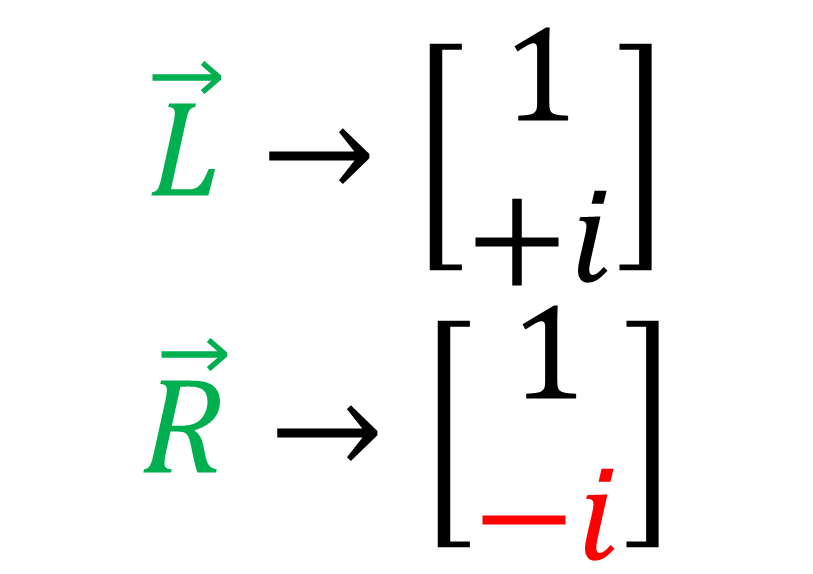 L⃗ → [1
+i]
R⃗ → [1
−i]